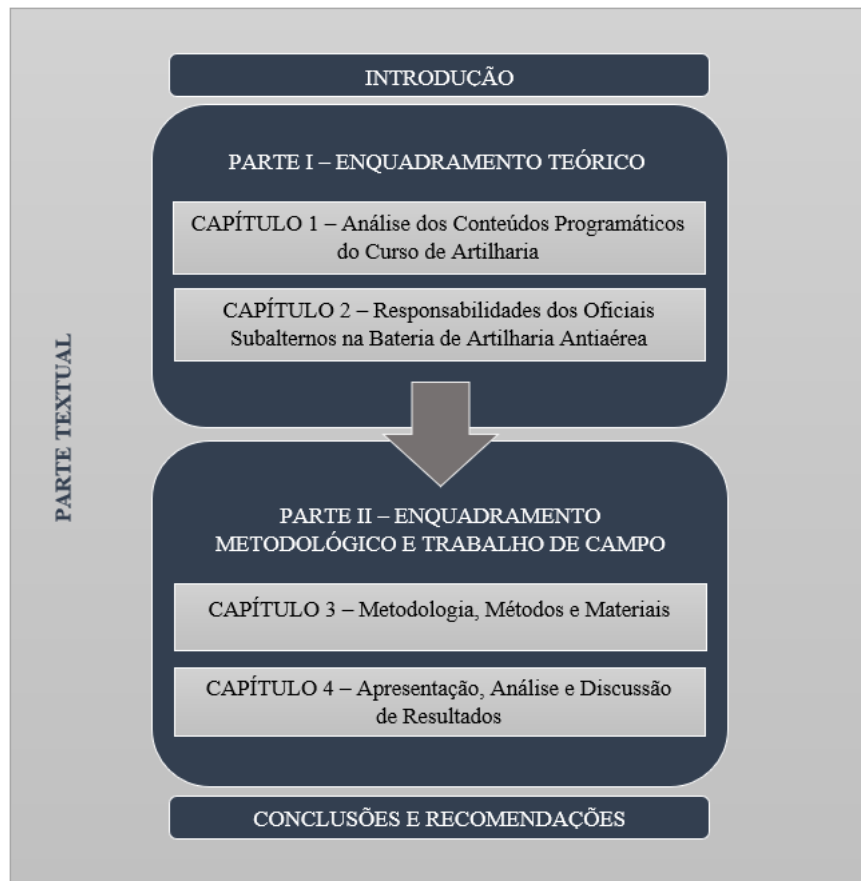 INTRODUÇÃO
PARTE I – ENQUADRAMENTO TEÓRICO
CAPÍTULO 1 – Análise dos Conteúdos Programáticos
do Curso de Artilharia
CAPÍTULO 2 – Responsabilidades dos Oficiais
Subalternos na Bateria de Artilharia Antiaérea
PARTE TEXTUAL
PARTE II – ENQUADRAMENTO
METODOLÓGICO E TRABALHO DE CAMPO
CAPÍTULO 3 – Metodologia, Métodos e Materiais
CAPÍTULO 4 – Apresentação, Análise e Discussão
de Resultados
CONCLUSÕES E RECOMENDAÇÕES